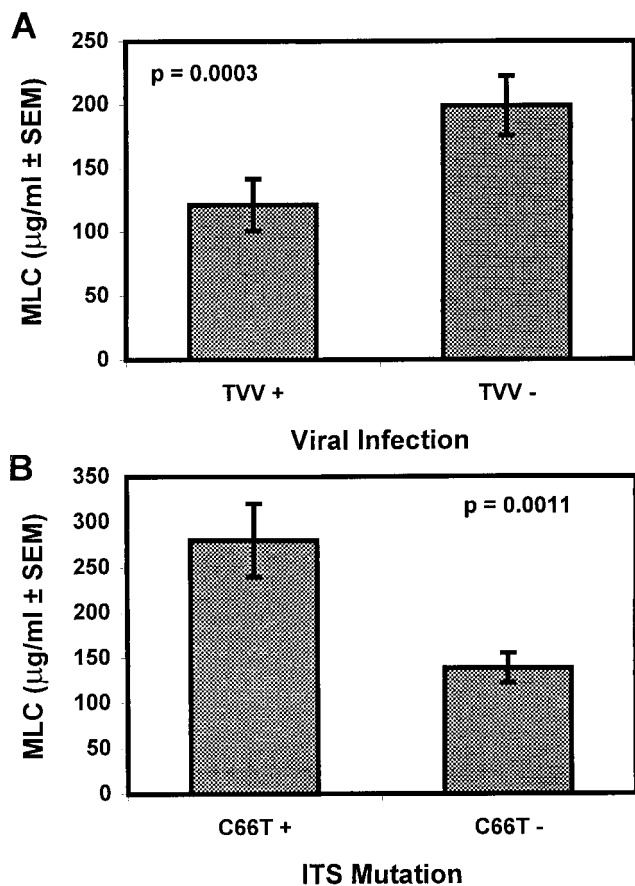 A
MLC (µg/ml ± SEM)
250
200
150
100
50
0
p = 0.0003
TVV +
TVV -
Viral Infection
B
MLC (µg/ml ± SEM)
350
300
250
200
150
100
50
0
p = 0.0011
C66T +
C66T -
ITS Mutation